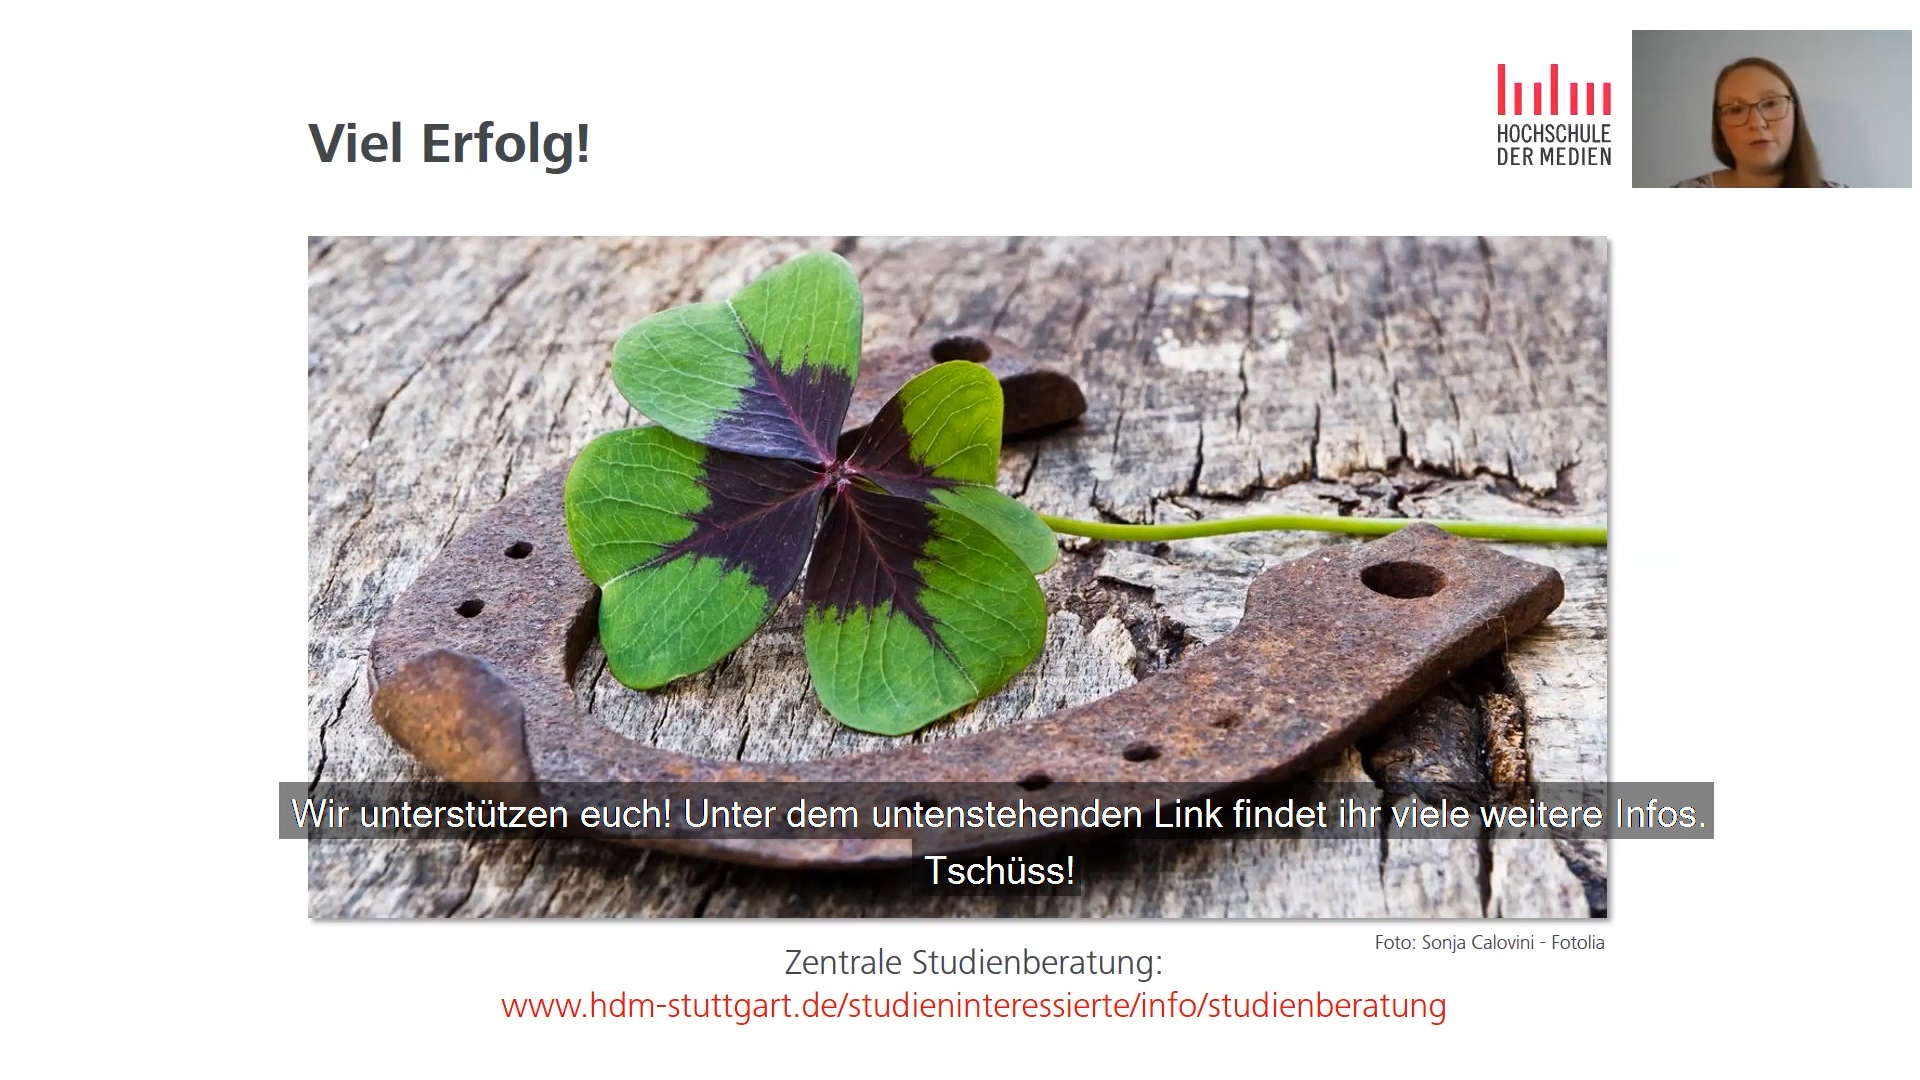 Viel Erfolg!
HOCHSCHULE
DER MEDIEN
Wir unterstützen euch! Unter dem untenstehenden Link findet ihr viele weitere Infos.
Tschüss!
Foto: Sonja Calovini - Fotolia
Zentrale Studienberatung:
www.hdm-stuttgart.de/studieninteressierte/info/studienberatung